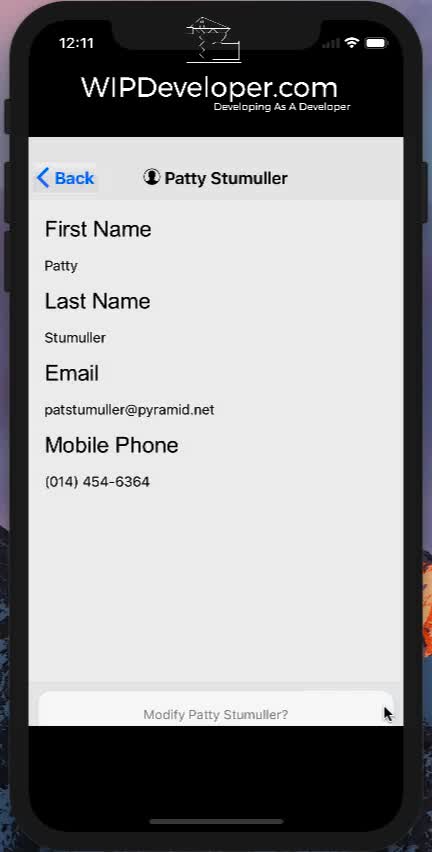 12:11
WIPDeveloper.com
Developing As A Developer
Back
Patty Stumuller
First Name
Patty
Last Name
Stumuller
Email
patstumuller@pyramid.net
Mobile Phone
(014) 454-6364
Modify Patty Stumuller?